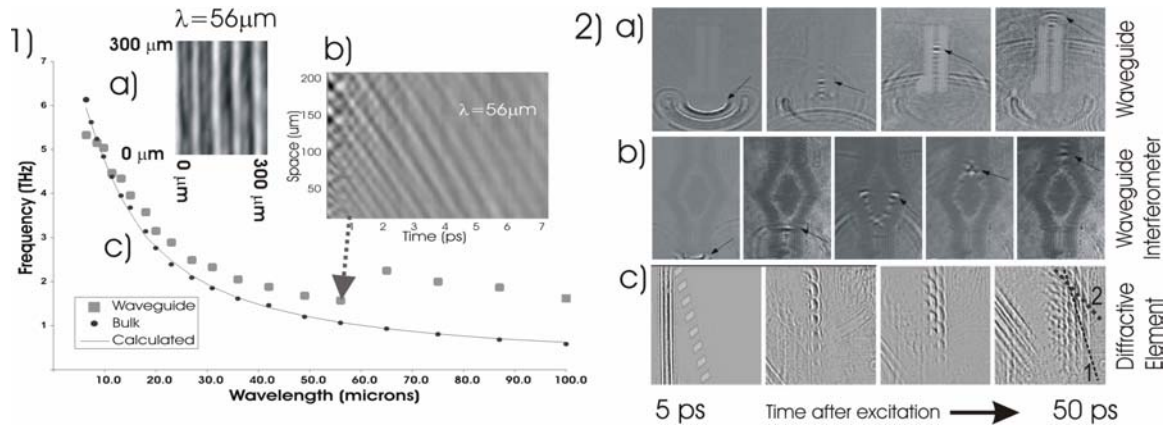 1)
λ=56μm
300 μm
a)
0 μm
0 μm
300 μm
b)
λ=56μm
Space (um)
200
150
100
50
1
2
3
4
5
6
7
Time (ps)
c)
Frequency (THz)
7
6
5
4
3
2
1
Waveguide
Bulk
Calculated
10.0
20.0
30.0
40.0
50.0
60.0
70.0
80.0
90.0
100.0
Wavelength (microns)
2)
a)
Waveguide
b)
Waveguide
Interferometer
c)
2
1
Diffractive
Element
5 ps
Time after excitation
50 ps